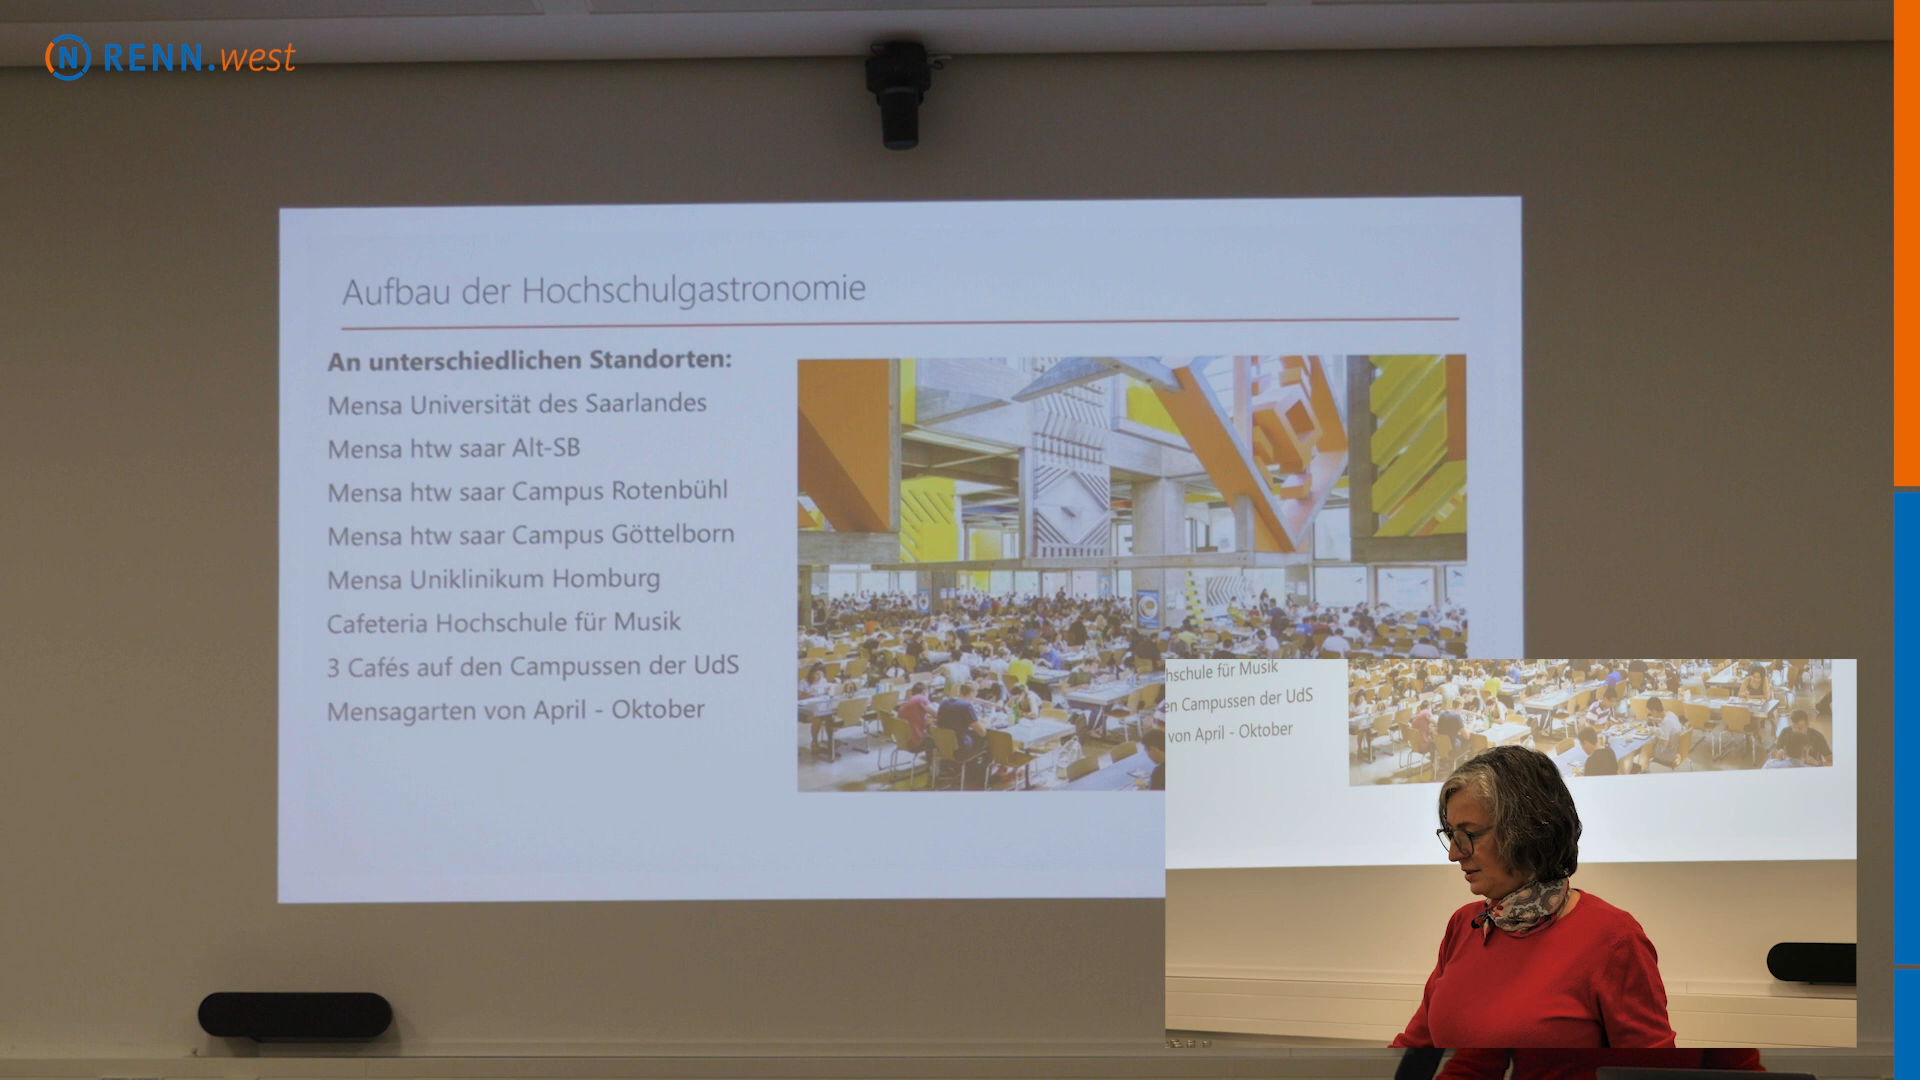 N RENN.west
Aufbau der Hochschulgastronomie
An unterschiedlichen Standorten:
Mensa Universität des Saarlandes
Mensa htw saar Alt-SB
Mensa htw saar Campus Rotenbühl
Mensa htw saar Campus Göttelborn
Mensa Uniklinikum Homburg
Cafeteria Hochschule für Musik
3 Cafés auf den Campussen der UdS
Mensagarten von April - Oktober
hschule für Musik
en Campussen der UdS
von April - Oktober